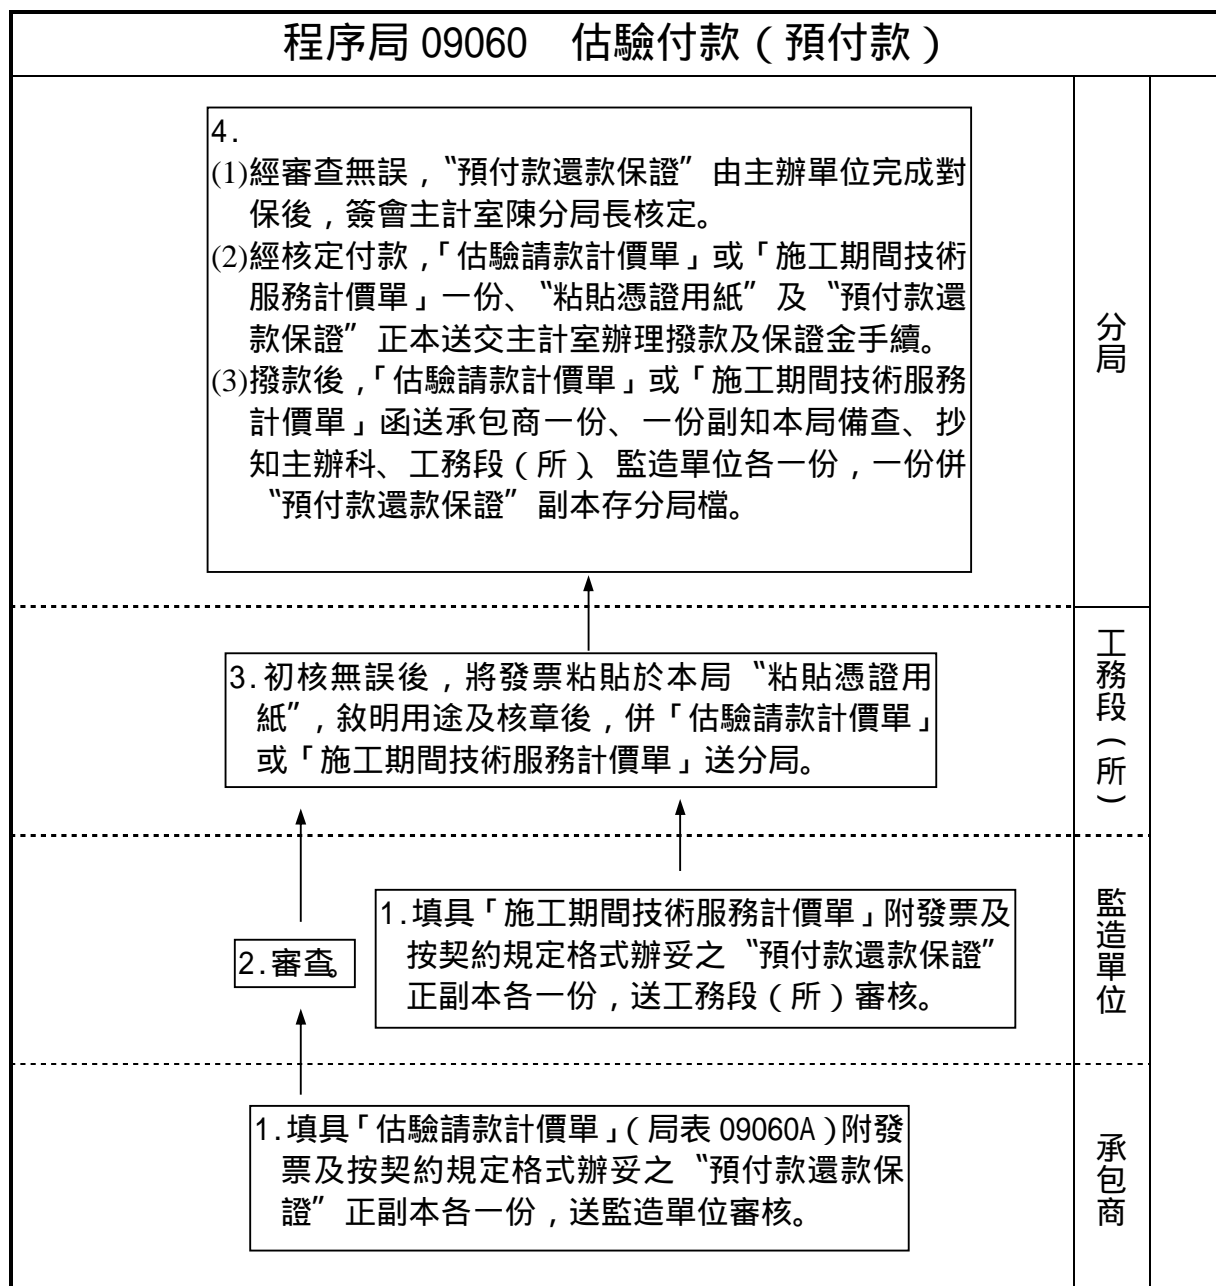 程序局 09060　估驗付款（預付款）
4.
(1)經審查無誤，〝預付款還款保證〞由主辦單位完成對
保後，簽會主計室陳分局長核定。
(2)經核定付款，「估驗請款計價單」或「施工期間技術
服務計價單」一份、〝粘貼憑證用紙〞及〝預付款還
款保證〞正本送交主計室辦理撥款及保證金手續。
(3)撥款後，「估驗請款計價單」或「施工期間技術服務
計價單」函送承包商一份、一份副知本局備查、抄
知主辦科、工務段（所）、監造單位各一份，一份併
〝預付款還款保證〞副本存分局檔。
分局
3.初核無誤後，將發票粘貼於本局〝粘貼憑證用
紙〞，敘明用途及核章後，併「估驗請款計價單」
或「施工期間技術服務計價單」送分局。
工務段（所）
1.填具「施工期間技術服務計價單」附發票及
按契約規定格式辦妥之〝預付款還款保證〞
正副本各一份，送工務段（所）審核。
2.審查。
監造單位
1.填具「估驗請款計價單」（局表 09060A）附發
票及按契約規定格式辦妥之〝預付款還款保
證〞正副本各一份，送監造單位審核。
承包商